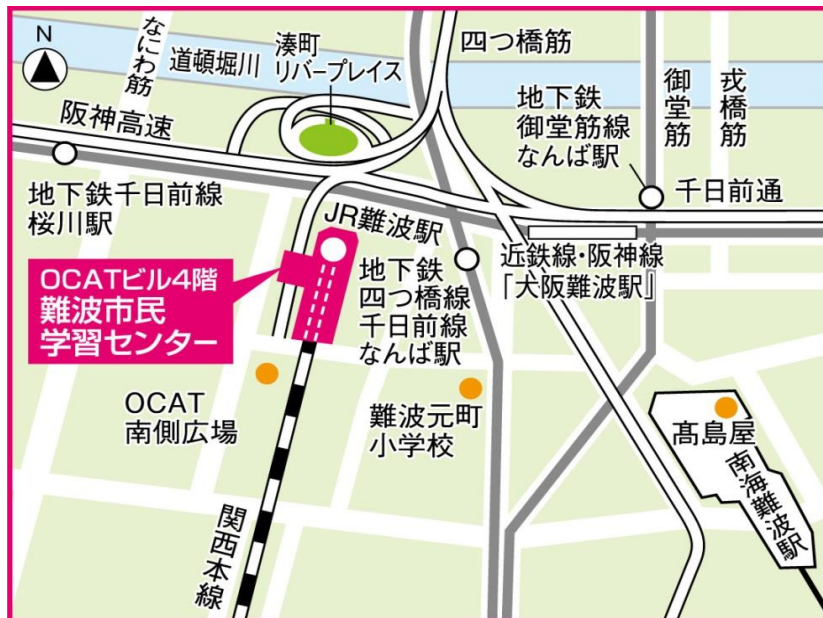 N
なにわ筋
道頓堀川
湊町
リバープレイス
四つ橋筋
阪神高速
地下鉄
御堂筋線
なんば駅
御堂筋
戎橋筋
千日前通
地下鉄千日前線
桜川駅
JR難波駅
近鉄線・阪神線
「犬阪難波駅」
OCATビル4階
難波市民
学習センター
地下鉄
四つ橋線
千日前線
なんば駅
OCAT
南側広場
難波元町
小学校
髙島屋
南海難波駅
関西本線